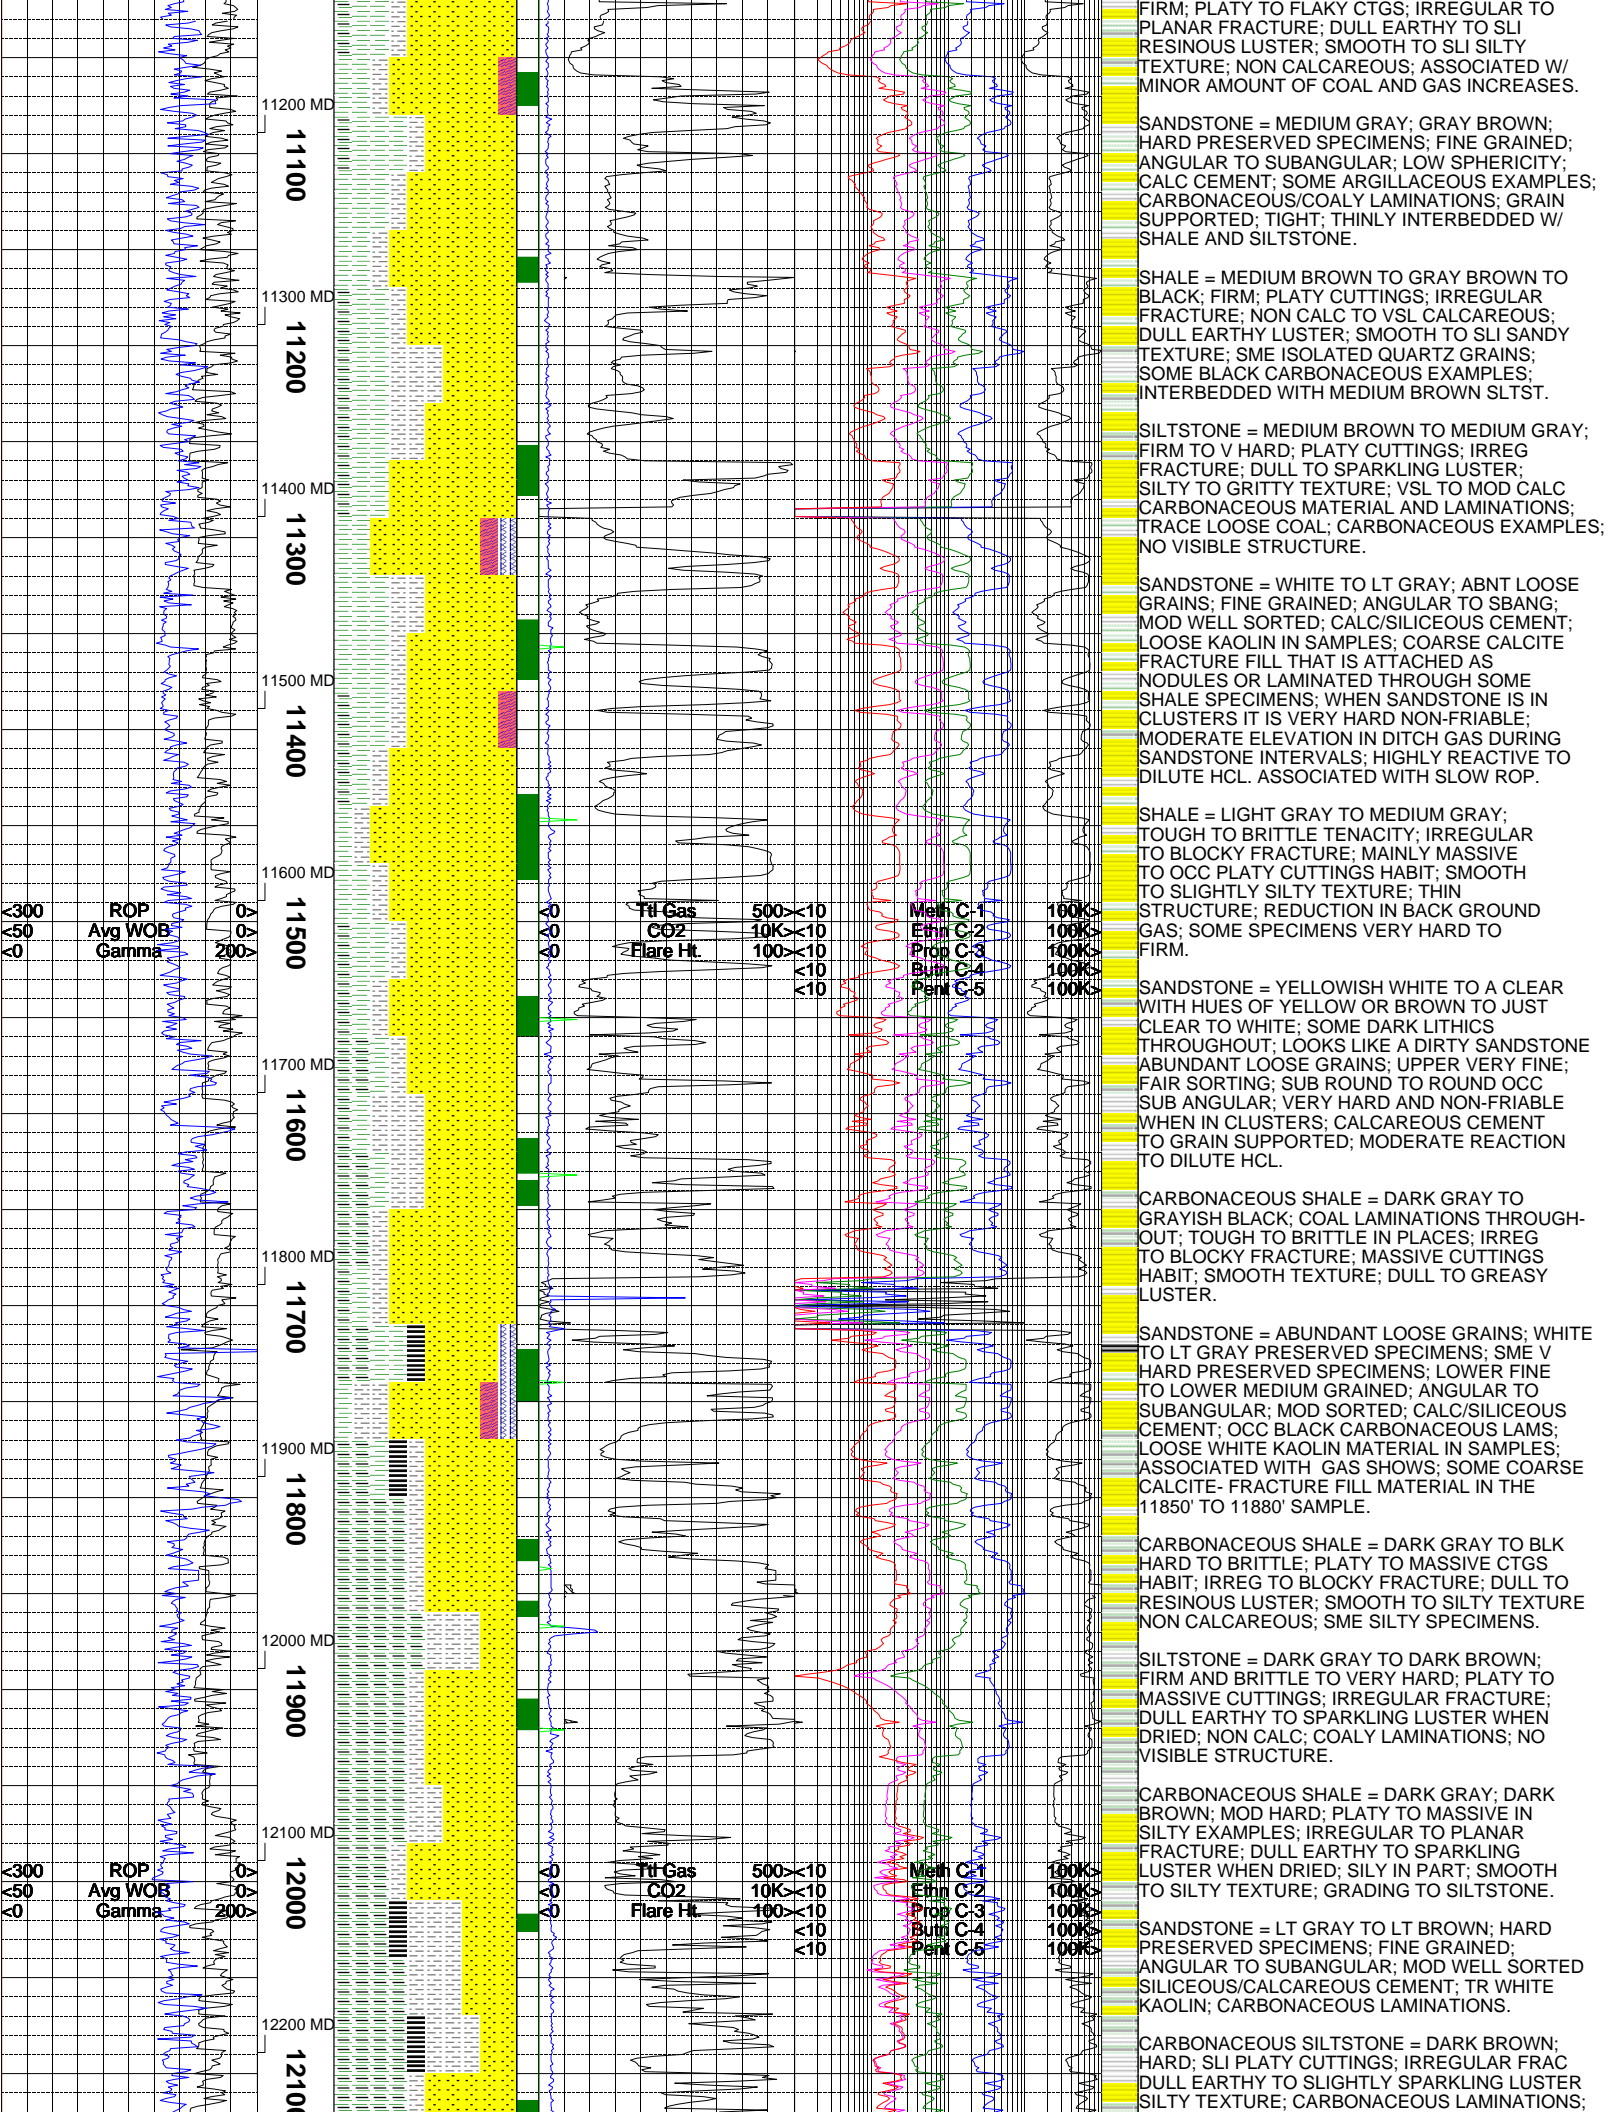 FIRM; PLATY TO FLAKY CTGS; IRREGULAR TO
PLANAR FRACTURE; DULL EARTHY TO SLI
RESINOUS LUSTER; SMOOTH TO SLI SILTY
TEXTURE; NON CALCAREOUS; ASSOCIATED W/
MINOR AMOUNT OF COAL AND GAS INCREASES.
11200 MD
11100
SANDSTONE = MEDIUM GRAY; GRAY BROWN;
HARD PRESERVED SPECIMENS; FINE GRAINED;
ANGULAR TO SUBANGULAR; LOW SPHERICITY;
CALC CEMENT; SOME ARGILLACEOUS EXAMPLES;
CARBONACEOUS/COALY LAMINATIONS; GRAIN
SUPPORTED; TIGHT; THINLY INTERBEDDED W/
SHALE AND SILTSTONE.
11300 MD
11200
SHALE = MEDIUM BROWN TO GRAY BROWN TO
BLACK; FIRM; PLATY CUTTINGS; IRREGULAR
FRACTURE; NON CALC TO VSL CALCAREOUS;
DULL EARTHY LUSTER; SMOOTH TO SLI SANDY
TEXTURE; SME ISOLATED QUARTZ GRAINS;
SOME BLACK CARBONACEOUS EXAMPLES;
INTERBEDDED WITH MEDIUM BROWN SLTST.
11400 MD
11300
SILTSTONE = MEDIUM BROWN TO MEDIUM GRAY;
FIRM TO V HARD; PLATY CUTTINGS; IRREG
FRACTURE; DULL TO SPARKLING LUSTER;
SILTY TO GRITTY TEXTURE; VSL TO MOD CALC
CARBONACEOUS MATERIAL AND LAMINATIONS;
TRACE LOOSE COAL; CARBONACEOUS EXAMPLES;
NO VISIBLE STRUCTURE.
11500 MD
11400
SANDSTONE = WHITE TO LT GRAY; ABNT LOOSE
GRAINS; FINE GRAINED; ANGULAR TO SBANG;
MOD WELL SORTED; CALC/SILICEOUS CEMENT;
LOOSE KAOLIN IN SAMPLES; COARSE CALCITE
FRACTURE FILL THAT IS ATTACHED AS
NODULES OR LAMINATED THROUGH SOME
SHALE SPECIMENS; WHEN SANDSTONE IS IN
CLUSTERS IT IS VERY HARD NON-FRIABLE;
MODERATE ELEVATION IN DITCH GAS DURING
SANDSTONE INTERVALS; HIGHLY REACTIVE TO
DILUTE HCL. ASSOCIATED WITH SLOW ROP.
11600 MD
11500
SHALE = LIGHT GRAY TO MEDIUM GRAY;
TOUGH TO BRITTLE TENACITY; IRREGULAR
TO BLOCKY FRACTURE; MAINLY MASSIVE
TO OCC PLATY CUTTINGS HABIT; SMOOTH
TO SLIGHTLY SILTY TEXTURE; THIN
STRUCTURE; REDUCTION IN BACK GROUND
GAS; SOME SPECIMENS VERY HARD TO
FIRM.
<300 ROP 0> <0 Ttl Gas 500> <10 Meth C-1 100K>
<50 Avg WOB 0> <0 CO2 10K> <10 Ethn C-2 100K>
<0 Gamma 200> <0 Flare Ht. 100> <10 Prop C-3 100K>
<10 Butn C-4 100K>
<10 Pent C-5 100K>
11700 MD
11600
SANDSTONE = YELLOWISH WHITE TO A CLEAR
WITH HUES OF YELLOW OR BROWN TO JUST
CLEAR TO WHITE; SOME DARK LITHICS
THROUGHOUT; LOOKS LIKE A DIRTY SANDSTONE
ABUNDANT LOOSE GRAINS; UPPER VERY FINE;
FAIR SORTING; SUB ROUND TO ROUND OCC
SUB ANGULAR; VERY HARD AND NON-FRIABLE
WHEN IN CLUSTERS; CALCAREOUS CEMENT
TO GRAIN SUPPORTED; MODERATE REACTION
TO DILUTE HCL.
11800 MD
11700
CARBONACEOUS SHALE = DARK GRAY TO
GRAYISH BLACK; COAL LAMINATIONS THROUGH-
OUT; TOUGH TO BRITTLE IN PLACES; IRREG
TO BLOCKY FRACTURE; MASSIVE CUTTINGS
HABIT; SMOOTH TEXTURE; DULL TO GREASY
LUSTER.
11900 MD
11800
SANDSTONE = ABUNDANT LOOSE GRAINS; WHITE
TO LT GRAY PRESERVED SPECIMENS; SME V
HARD PRESERVED SPECIMENS; LOWER FINE
TO LOWER MEDIUM GRAINED; ANGULAR TO
SUBANGULAR; MOD SORTED; CALC/SILICEOUS
CEMENT; OCC BLACK CARBONACEOUS LAMS;
LOOSE WHITE KAOLIN MATERIAL IN SAMPLES;
ASSOCIATED WITH GAS SHOWS; SOME COARSE
CALCITE- FRACTURE FILL MATERIAL IN THE
11850' TO 11880' SAMPLE.
12000 MD
11900
CARBONACEOUS SHALE = DARK GRAY TO BLK
HARD TO BRITTLE; PLATY TO MASSIVE CTGS
HABIT; IRREG TO BLOCKY FRACTURE; DULL TO
RESINOUS LUSTER; SMOOTH TO SILTY TEXTURE
NON CALCAREOUS; SME SILTY SPECIMENS.
SILTSTONE = DARK GRAY TO DARK BROWN;
FIRM AND BRITTLE TO VERY HARD; PLATY TO
MASSIVE CUTTINGS; IRREGULAR FRACTURE;
DULL EARTHY TO SPARKLING LUSTER WHEN
DRIED; NON CALC; COALY LAMINATIONS; NO
VISIBLE STRUCTURE.
12100 MD
12000
CARBONACEOUS SHALE = DARK GRAY; DARK
BROWN; MOD HARD; PLATY TO MASSIVE IN
SILTY EXAMPLES; IRREGULAR TO PLANAR
FRACTURE; DULL EARTHY TO SPARKLING
LUSTER WHEN DRIED; SILY IN PART; SMOOTH
TO SILTY TEXTURE; GRADING TO SILTSTONE.
<300 ROP 0> <0 Ttl Gas 500> <10 Meth C-1 100K>
<50 Avg WOB 0> <0 CO2 10K> <10 Ethn C-2 100K>
<0 Gamma 200> <0 Flare Ht. 100> <10 Prop C-3 100K>
<10 Butn C-4 100K>
<10 Pent C-5 100K>
SANDSTONE = LT GRAY TO LT BROWN; HARD
PRESERVED SPECIMENS; FINE GRAINED;
ANGULAR TO SUBANGULAR; MOD WELL SORTED
SILICEOUS/CALCAREOUS CEMENT; TR WHITE
KAOLIN; CARBONACEOUS LAMINATIONS.
12200 MD
12100
CARBONACEOUS SILTSTONE = DARK BROWN;
HARD; SLI PLATY CUTTINGS; IRREGULAR FRAC
DULL EARTHY TO SLIGHTLY SPARKLING LUSTER
SILTY TEXTURE; CARBONACEOUS LAMINATIONS;